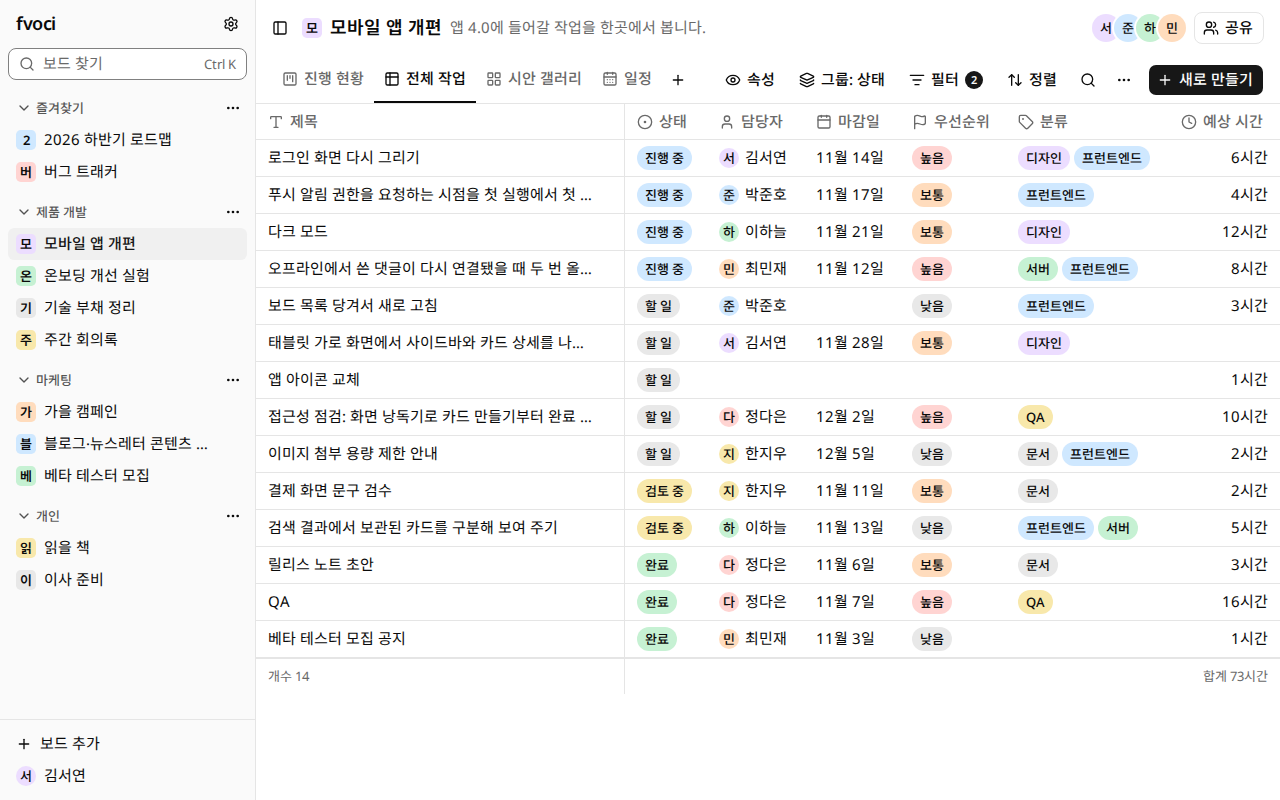 fvoci
보드 찾기 Ctrl K
즐겨찾기
2 2026 하반기 로드맵
버 버그 트래커
제품 개발
모 모바일 앱 개편
온 온보딩 개선 실험
기 기술 부채 정리
주 주간 회의록
마케팅
가 가을 캠페인
블 블로그·뉴스레터 콘텐츠 ...
베 베타 테스터 모집
개인
읽 읽을 책
이 이사 준비
보드 추가
서 김서연
모 모바일 앱 개편 앱 4.0에 들어갈 작업을 한곳에서 봅니다.
서 준 하 민 공유
진행 현황 전체 작업 시안 갤러리 일정 속성 그룹: 상태 필터 2 정렬 새로 만들기
제목 상태 담당자 마감일 우선순위 분류 예상 시간
로그인 화면 다시 그리기 진행 중 서 김서연 11월 14일 높음 디자인 프런트엔드 6시간
푸시 알림 권한을 요청하는 시점을 첫 실행에서 첫 ... 진행 중 준 박준호 11월 17일 보통 프런트엔드 4시간
다크 모드 진행 중 하 이하늘 11월 21일 보통 디자인 12시간
오프라인에서 쓴 댓글이 다시 연결됐을 때 두 번 올... 진행 중 민 최민재 11월 12일 높음 서버 프런트엔드 8시간
보드 목록 당겨서 새로 고침 할 일 준 박준호 낮음 프런트엔드 3시간
태블릿 가로 화면에서 사이드바와 카드 상세를 나... 할 일 서 김서연 11월 28일 보통 디자인
앱 아이콘 교체 할 일 1시간
접근성 점검: 화면 낭독기로 카드 만들기부터 완료 ... 할 일 다 정다은 12월 2일 높음 QA 10시간
이미지 첨부 용량 제한 안내 할 일 지 한지우 12월 5일 낮음 문서 프런트엔드 2시간
결제 화면 문구 검수 검토 중 지 한지우 11월 11일 보통 문서 2시간
검색 결과에서 보관된 카드를 구분해 보여 주기 검토 중 하 이하늘 11월 13일 낮음 프런트엔드 서버 5시간
릴리스 노트 초안 완료 다 정다은 11월 6일 보통 문서 3시간
QA 완료 다 정다은 11월 7일 높음 QA 16시간
베타 테스터 모집 공지 완료 민 최민재 11월 3일 낮음 1시간
개수 14 합계 73시간